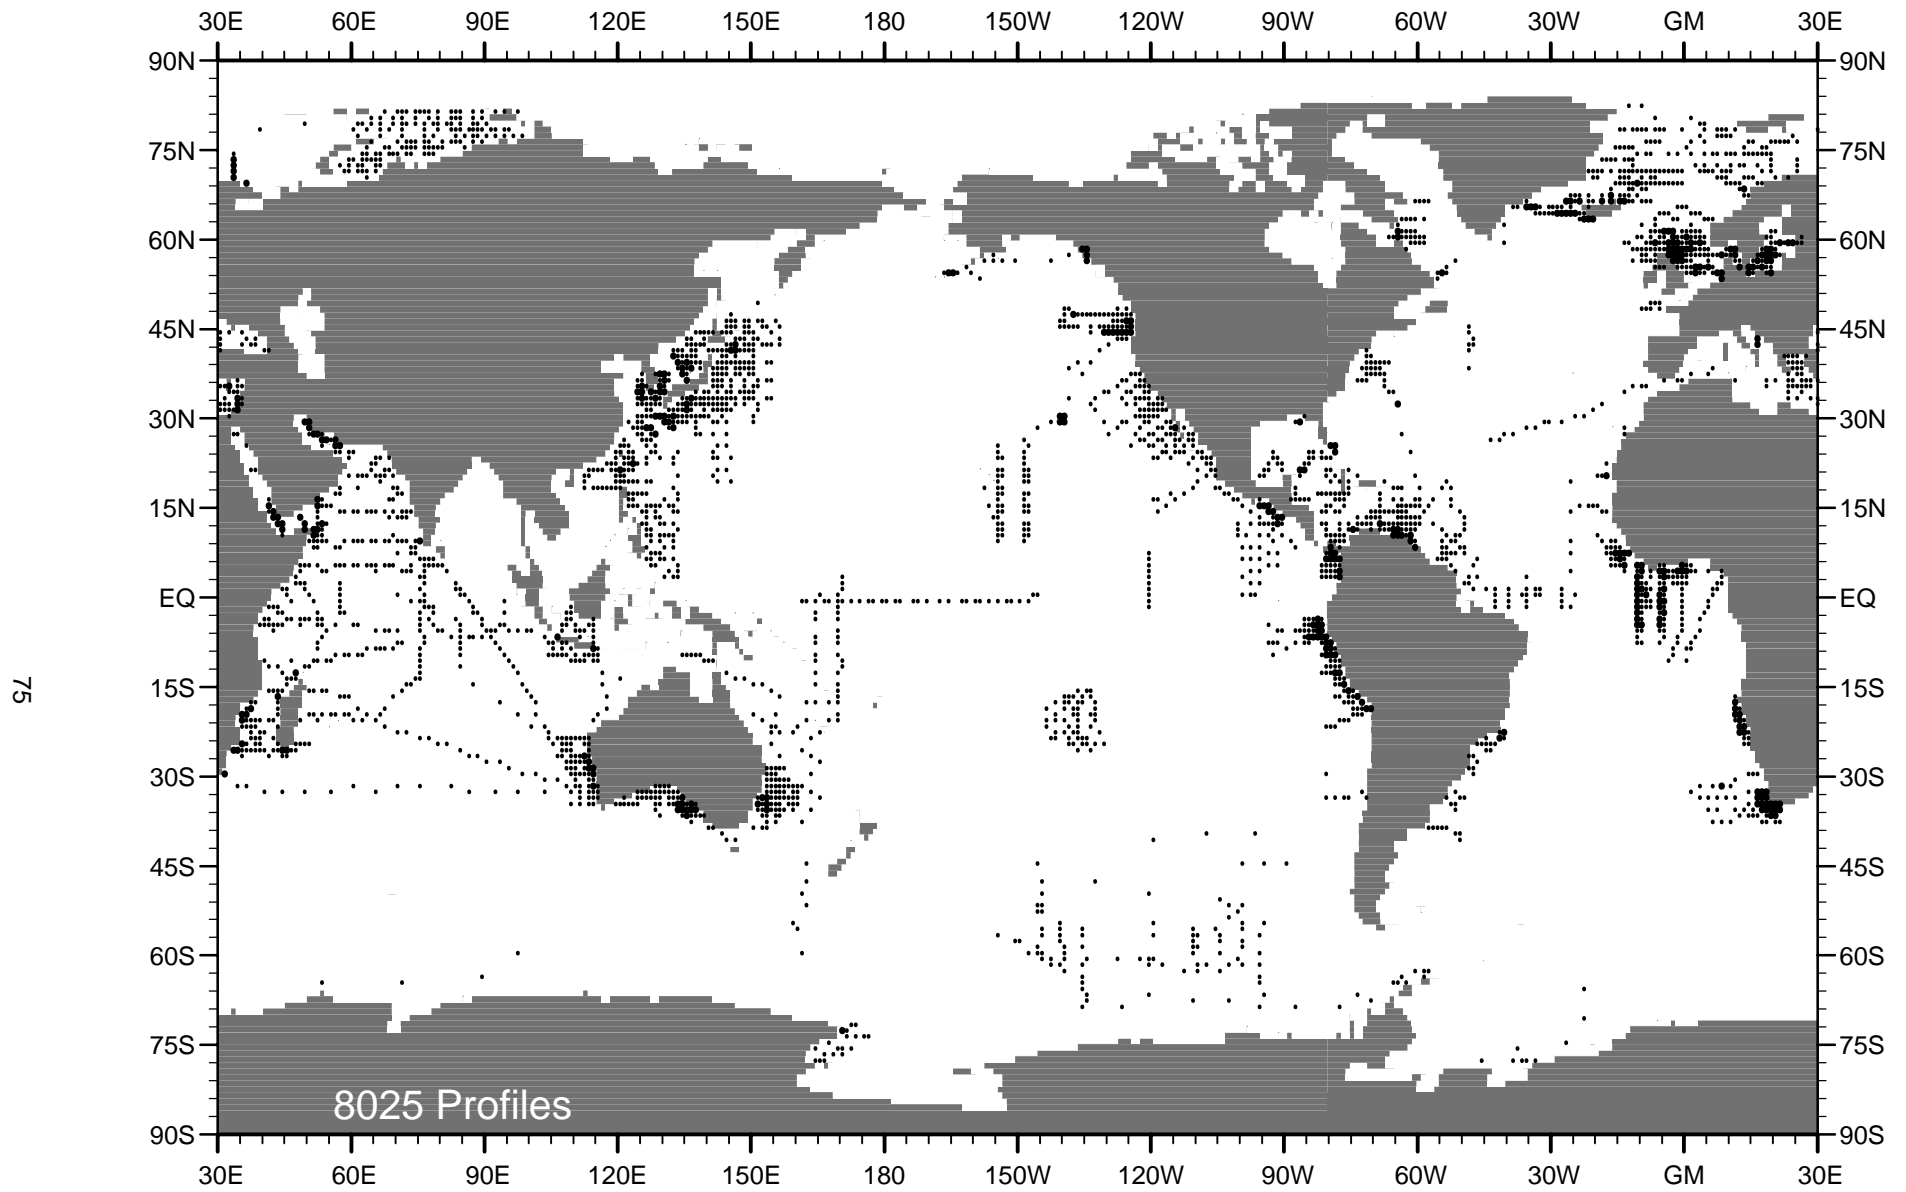 30E 60E 90E 120E 150E 180 150W 120W 90W 60W 30W GM 30E
90N 90N
75N 75N
60N 60N
45N 45N
30N 30N
15N 15N
EQ EQ
15S 15S
30S 30S
45S 45S
60S 60S
75S 75S
90S 90S
8025 Profiles
30E 60E 90E 120E 150E 180 150W 120W 90W 60W 30W GM 30E
75